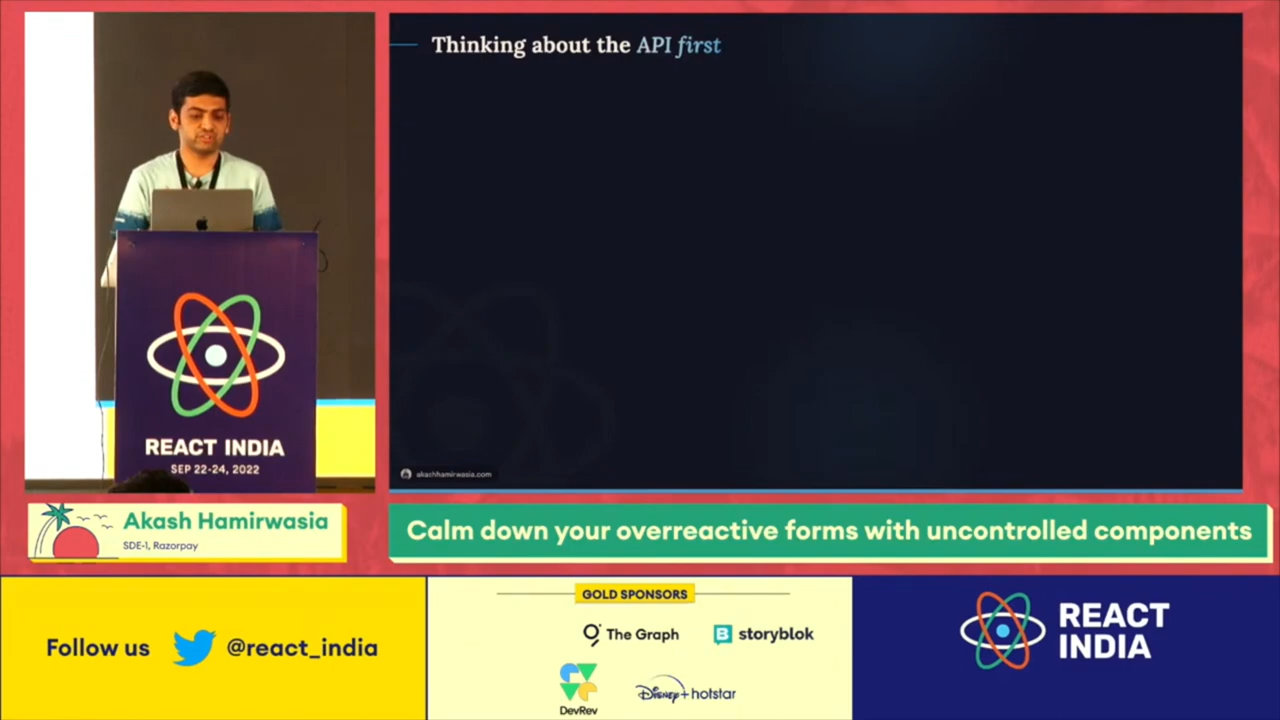 Thinking about the API first
akashhamirwasia.com
REACT INDIA
SEP 22-24, 2022
Akash Hamirwasia
SDE-1, Razorpay
Calm down your overreactive forms with uncontrolled components
Follow us @react_india
GOLD SPONSORS
The Graph
B storyblok
DevRev
Disney+ hotstar
REACT
INDIA